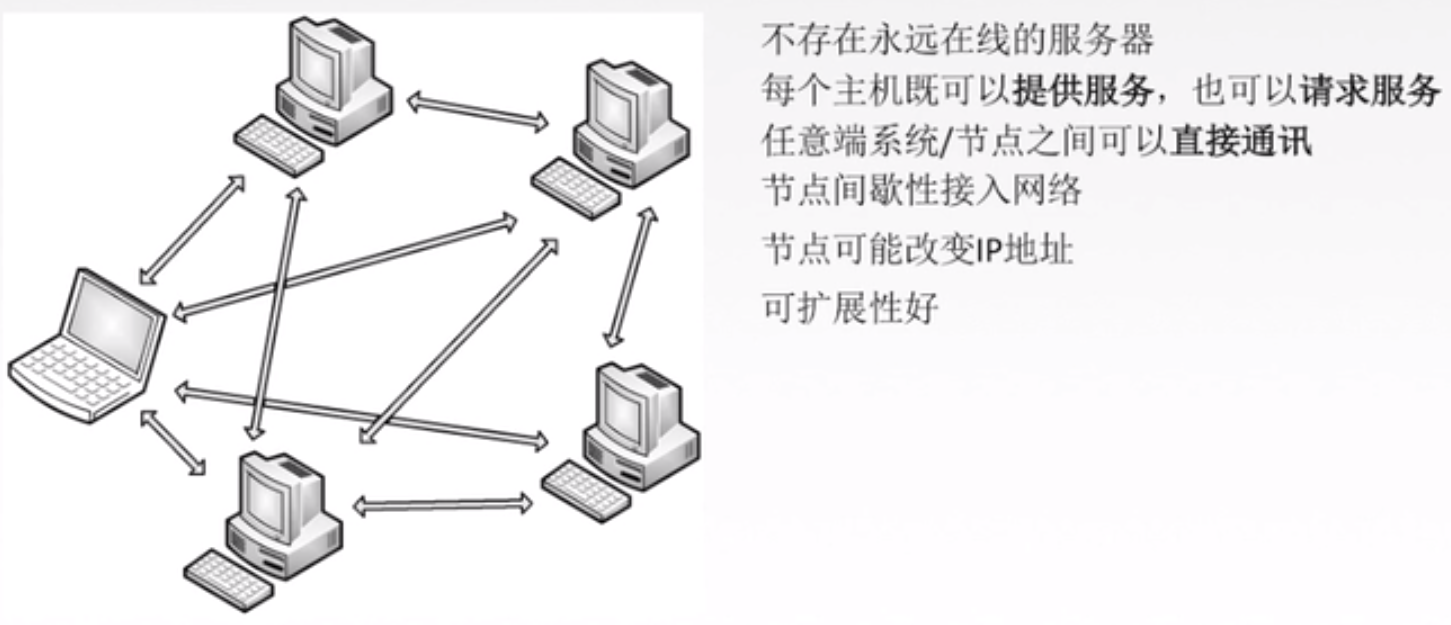 不存在永远在线的服务器
每个主机既可以提供服务，也可以请求服务
任意端系统/节点之间可以直接通讯
节点间歇性接入网络
节点可能改变IP地址
可扩展性好